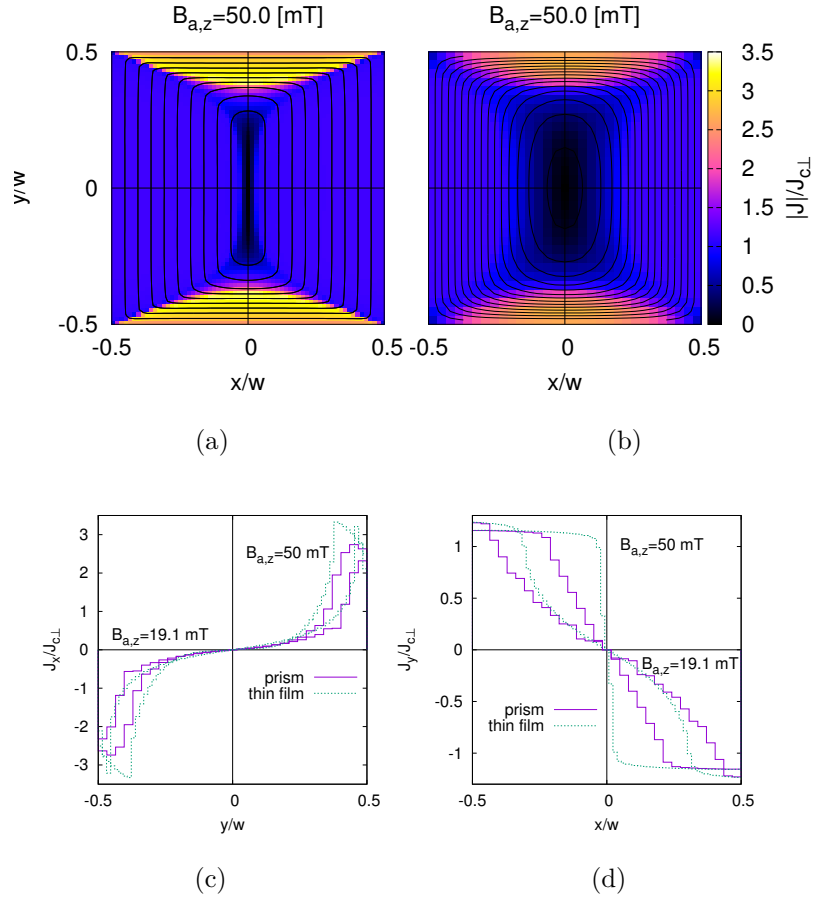 B_{a,z}=50.0 [mT]
B_{a,z}=50.0 [mT]
0.5
0
-0.5
y/w
-0.5
0
0.5
x/w
(a)
-0.5
0
0.5
x/w
(b)
3.5
3
2.5
2
1.5
1
0.5
0
|J|/J_{c⊥}
3
2
1
0
-1
-2
-3
J_x/J_{c⊥}
B_{a,z}=50 mT
B_{a,z}=19.1 mT
prism
thin film
-0.5
0
0.5
y/w
(c)
1
0.5
0
-0.5
-1
J_y/J_{c⊥}
B_{a,z}=50 mT
B_{a,z}=19.1 mT
prism
thin film
-0.5
0
0.5
x/w
(d)